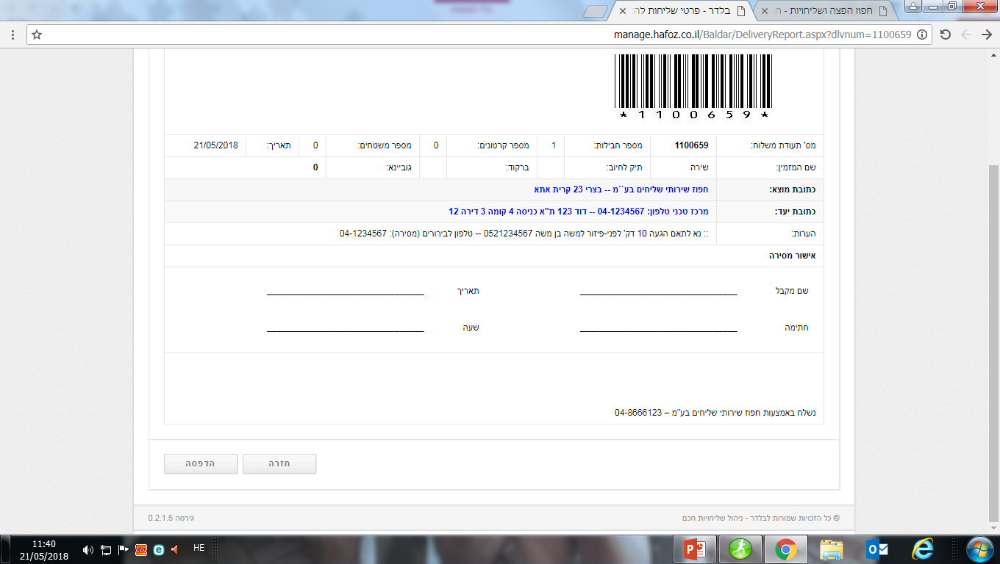 חפוז הפצה ושליחויות - ר
בלדר - פרטי שליחות לה
manage.hafoz.co.il/Baldar/DeliveryReport.aspx?dlvnum=1100659
*1100659*
מס' תעודת משלוח: 1100659 מספר חבילות: 1 מספר קרטונים: 0 מספר משטחים: 0 תאריך: 21/05/2018
שם המזמין: שירה תיק לחיוב: ברקוד: גוביינא: 0
כתובת מוצא: חפוז שירותי שליחים בע``מ -- בצרי 23 קרית אתא
כתובת יעד: מרכז טכני טלפון: 04-1234567 -- דוד 123 ת"א כניסה 4 קומה 3 דירה 12
הערות: :: נא לתאם הגעה 10 דק' לפני-פיזור למשה בן משה 0521234567 -- טלפון לבירורים (מסירה): 04-1234567
אישור מסירה
שם מקבל ________________________________ תאריך ________________________________
חתימה ________________________________ שעה ________________________________
נשלח באמצעות חפוז שירותי שליחים בע"מ – 04-8666123
חזרה הדפסה
© כל הזכויות שמורות לבלדר - ניהול שליחויות חכם גירסה 0.2.1.5
HE
11:40
21/05/2018